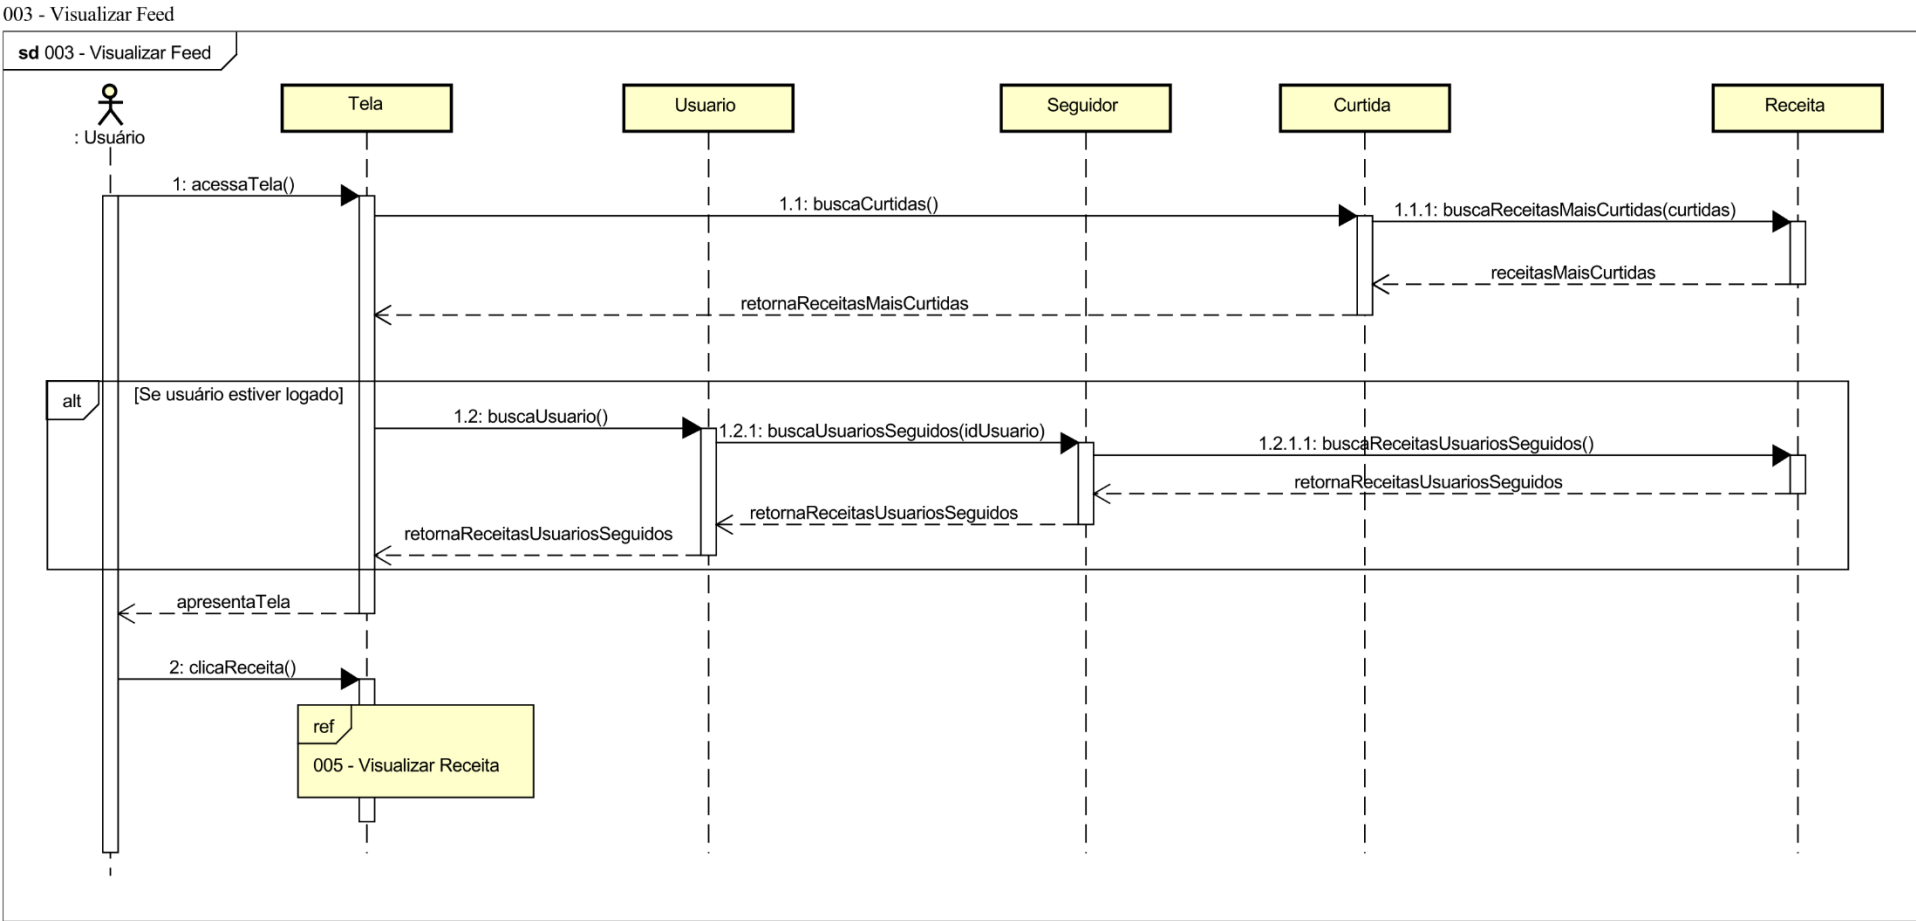 003 - Visualizar Feed
sd 003 - Visualizar Feed
: Usuário
Tela
Usuario
Seguidor
Curtida
Receita
1: acessaTela()
1.1: buscaCurtidas()
1.1.1: buscaReceitasMaisCurtidas(curtidas)
receitasMaisCurtidas
retornaReceitasMaisCurtidas
alt
[Se usuário estiver logado]
1.2: buscaUsuario()
1.2.1: buscaUsuariosSeguidos(idUsuario)
1.2.1.1: buscaReceitasUsuariosSeguidos()
retornaReceitasUsuariosSeguidos
retornaReceitasUsuariosSeguidos
retornaReceitasUsuariosSeguidos
apresentaTela
2: clicaReceita()
ref
005 - Visualizar Receita